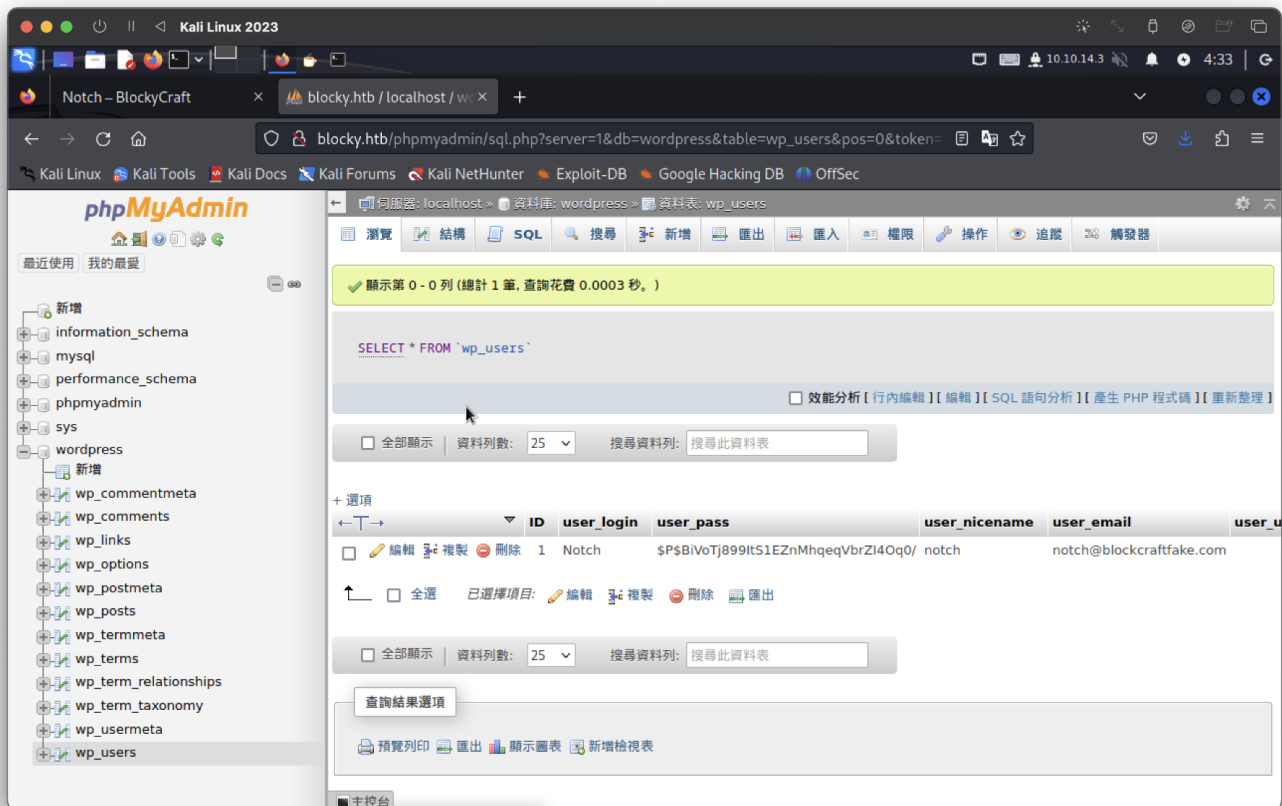 Kali Linux 2023
10.10.14.3 4:33
Notch – BlockyCraft × blocky.htb / localhost / wo × +
blocky.htb/phpmyadmin/sql.php?server=1&db=wordpress&table=wp_users&pos=0&token=
Kali Linux Kali Tools Kali Docs Kali Forums Kali NetHunter Exploit-DB Google Hacking DB OffSec
phpMyAdmin
最近使用 我的最愛
新增
information_schema
mysql
performance_schema
phpmyadmin
sys
wordpress
新增
wp_commentmeta
wp_comments
wp_links
wp_options
wp_postmeta
wp_posts
wp_termmeta
wp_terms
wp_term_relationships
wp_term_taxonomy
wp_usermeta
wp_users
伺服器: localhost » 資料庫: wordpress » 資料表: wp_users
瀏覽 結構 SQL 搜尋 新增 匯出 匯入 權限 操作 追蹤 觸發器
顯示第 0 - 0 列 (總計 1 筆, 查詢花費 0.0003 秒。)
SELECT * FROM `wp_users`
效能分析 [ 行內編輯 ] [ 編輯 ] [ SQL 語句分析 ] [ 產生 PHP 程式碼 ] [ 重新整理 ]
全部顯示 | 資料列數: 25 搜尋資料列: 搜尋此資料表
+ 選項
←T→ ID user_login user_pass user_nicename user_email user_u
編輯 複製 刪除 1 Notch $P$BiVoTj899ItS1EZnMhqeqVbrZI4Oq0/ notch notch@blockcraftfake.com
全選 已選擇項目: 編輯 複製 刪除 匯出
全部顯示 | 資料列數: 25 搜尋資料列: 搜尋此資料表
查詢結果選項
預覽列印 匯出 顯示圖表 新增檢視表
主控台